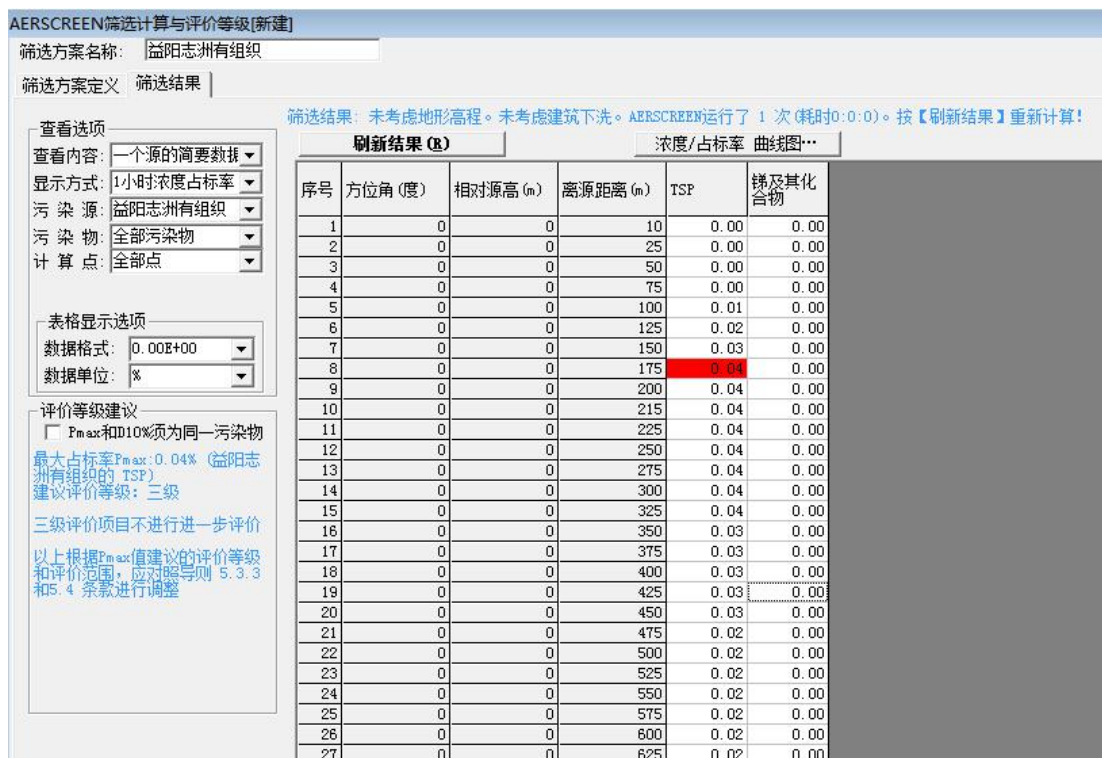 AERSCREEN筛选计算与评价等级[新建]
筛选方案名称: 益阳志洲有组织
筛选方案定义 筛选结果
筛选结果: 未考虑地形高程。未考虑建筑下洗。AERSCREEN运行了 1 次(耗时0:0:0)。按【刷新结果】重新计算!
查看选项
查看内容: 一个源的简要数据
显示方式: 1小时浓度占标率
污 染 源: 益阳志洲有组织
污 染 物: 全部污染物
计 算 点: 全部点
表格显示选项
数据格式: 0.00E+00
数据单位: %
评价等级建议
Pmax和D10%须为同一污染物
最大占标率Pmax:0.04% (益阳志
洲有组织的 TSP)
建议评价等级: 三级
三级评价项目不进行进一步评价
以上根据Pmax值建议的评价等级
和评价范围,应对照导则 5.3.3
和5.4 条款进行调整
刷新结果(R) 浓度/占标率 曲线图…
序号 方位角(度) 相对源高(m) 离源距离(m) TSP 锑及其化合物
1 0 0 10 0.00 0.00
2 0 0 25 0.00 0.00
3 0 0 50 0.00 0.00
4 0 0 75 0.00 0.00
5 0 0 100 0.01 0.00
6 0 0 125 0.02 0.00
7 0 0 150 0.03 0.00
8 0 0 175 0.04 0.00
9 0 0 200 0.04 0.00
10 0 0 215 0.04 0.00
11 0 0 225 0.04 0.00
12 0 0 250 0.04 0.00
13 0 0 275 0.04 0.00
14 0 0 300 0.04 0.00
15 0 0 325 0.04 0.00
16 0 0 350 0.03 0.00
17 0 0 375 0.03 0.00
18 0 0 400 0.03 0.00
19 0 0 425 0.03 0.00
20 0 0 450 0.03 0.00
21 0 0 475 0.02 0.00
22 0 0 500 0.02 0.00
23 0 0 525 0.02 0.00
24 0 0 550 0.02 0.00
25 0 0 575 0.02 0.00
26 0 0 600 0.02 0.00
27 0 0 625 0.02 0.00